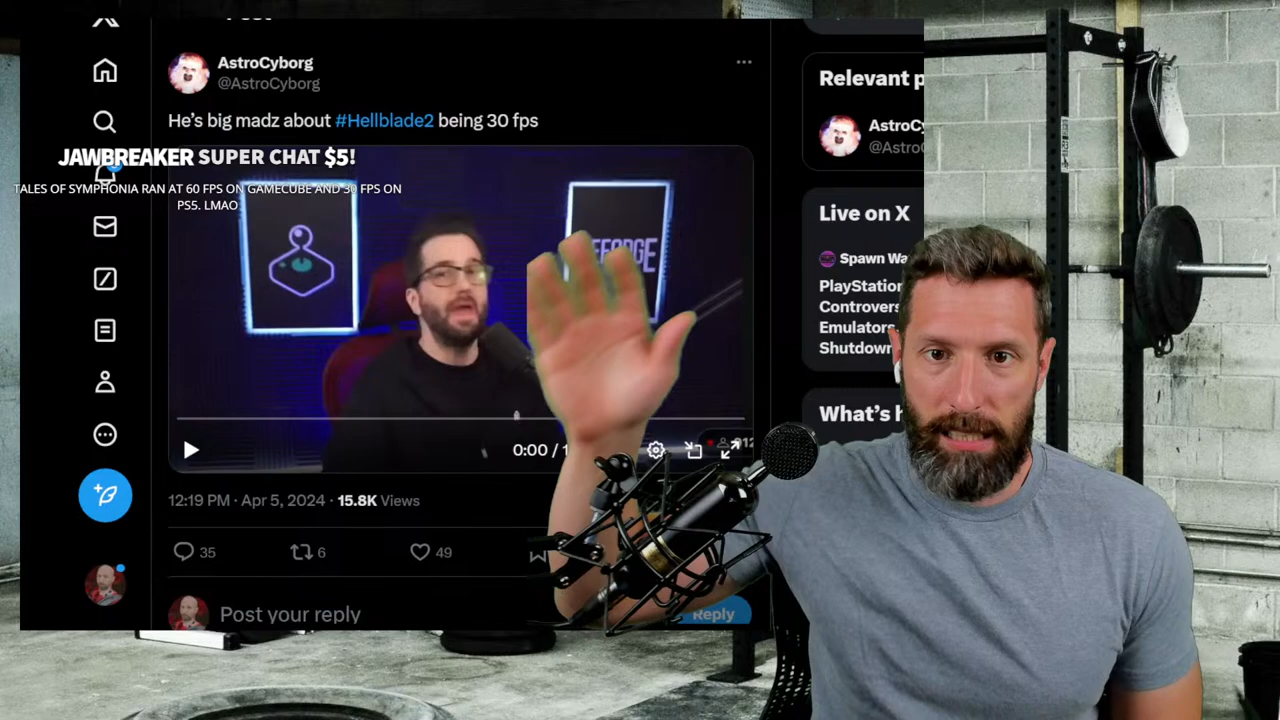 AstroCyborg
@AstroCyborg
He's big madz about #Hellblade2 being 30 fps
JAWBREAKER SUPER CHAT $5!
TALES OF SYMPHONIA RAN AT 60 FPS ON GAMECUBE AND 30 FPS ON
PS5. LMAO
0:00 / 1
12:19 PM · Apr 5, 2024 · 15.8K Views
35
6
49
Post your reply
Reply
Relevant p
AstroCy
@AstroC
Live on X
Spawn Wa
PlayStation
Controvers
Emulators
Shutdown
What's h